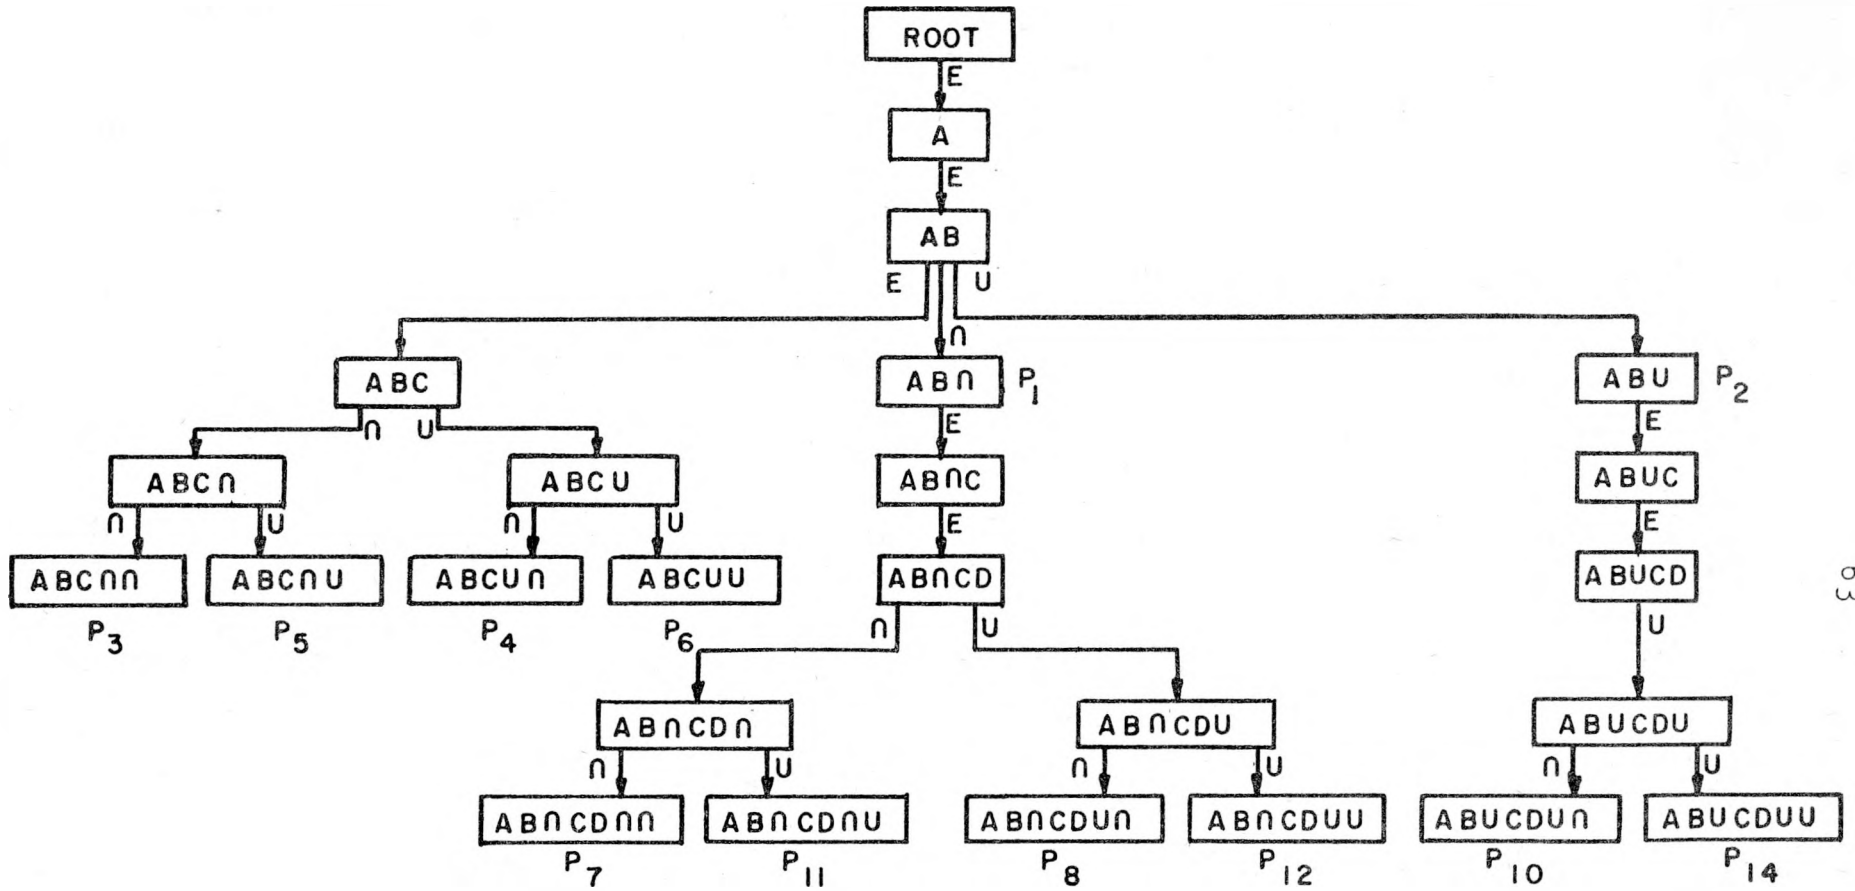 ROOT
E
A
E
AB
E U
∩
ABC AB∩ P1 ABU P2
∩ U E E
ABC∩ ABCU AB∩C ABUC
∩ U ∩ U E E
ABC∩∩ ABC∩U ABCU∩ ABCUU AB∩CD ABUCD
P3 P5 P4 P6 ∩ U U
AB∩CD∩ AB∩CDU ABUCDU
∩ U ∩ U ∩ U
AB∩CD∩∩ AB∩CD∩U AB∩CDU∩ AB∩CDUU ABUCDU∩ ABUCDUU
P7 P11 P8 P12 P10 P14